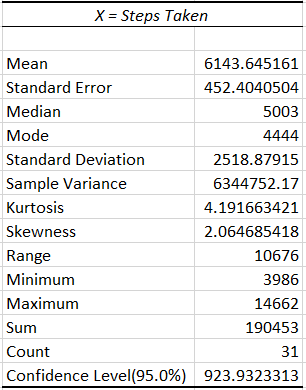 X = Steps Taken
Mean 6143.645161
Standard Error 452.4040504
Median 5003
Mode 4444
Standard Deviation 2518.87915
Sample Variance 6344752.17
Kurtosis 4.191663421
Skewness 2.064685418
Range 10676
Minimum 3986
Maximum 14662
Sum 190453
Count 31
Confidence Level(95.0%) 923.9323313